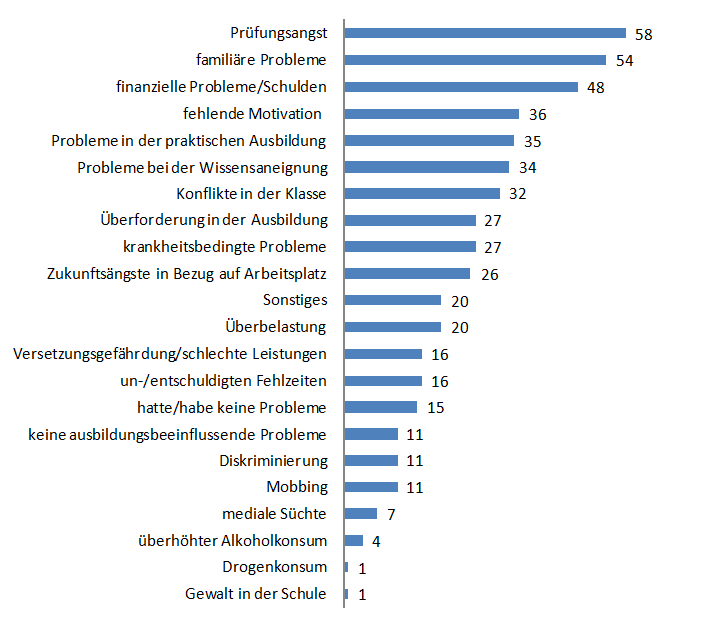 Prüfungsangst 58
familiäre Probleme 54
finanzielle Probleme/Schulden 48
fehlende Motivation 36
Probleme in der praktischen Ausbildung 35
Probleme bei der Wissensaneignung 34
Konflikte in der Klasse 32
Überforderung in der Ausbildung 27
krankheitsbedingte Probleme 27
Zukunftsängste in Bezug auf Arbeitsplatz 26
Sonstiges 20
Überbelastung 20
Versetzungsgefährdung/schlechte Leistungen 16
un-/entschuldigten Fehlzeiten 16
hatte/habe keine Probleme 15
keine ausbildungsbeeinflussende Probleme 11
Diskriminierung 11
Mobbing 11
mediale Süchte 7
überhöhter Alkoholkonsum 4
Drogenkonsum 1
Gewalt in der Schule 1